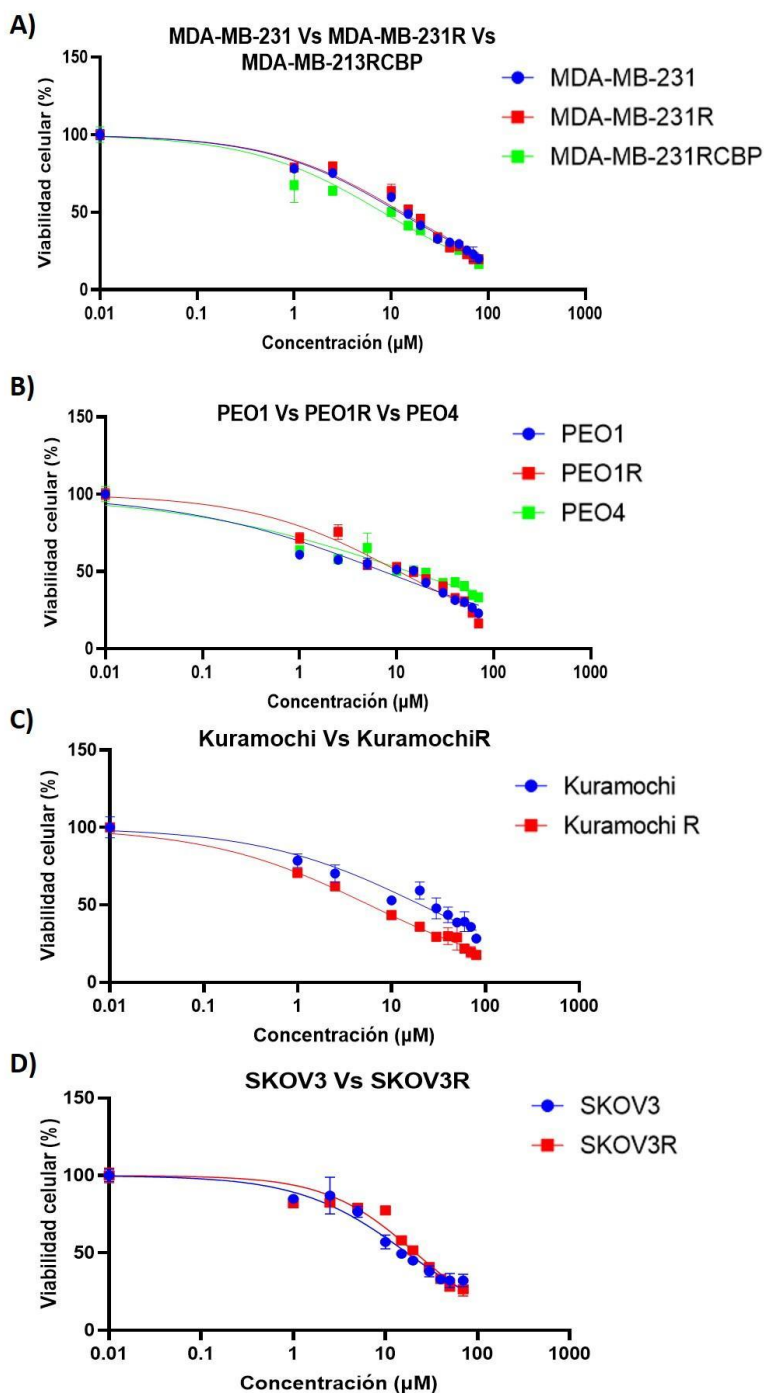 A)
MDA-MB-231 Vs MDA-MB-231R Vs
MDA-MB-213RCBP
Viabilidad celular (%)
150
100
50
0
0.01 0.1 1 10 100 1000
Concentración (µM)
MDA-MB-231
MDA-MB-231R
MDA-MB-231RCBP
B)
PEO1 Vs PEO1R Vs PEO4
Viabilidad celular (%)
150
100
50
0
0.01 0.1 1 10 100 1000
Concentración (µM)
PEO1
PEO1R
PEO4
C)
Kuramochi Vs KuramochiR
Viabilidad celular (%)
150
100
50
0
0.01 0.1 1 10 100 1000
Concentración (µM)
Kuramochi
Kuramochi R
D)
SKOV3 Vs SKOV3R
Viabilidad celular (%)
150
100
50
0
0.01 0.1 1 10 100 1000
Concentración (µM)
SKOV3
SKOV3R